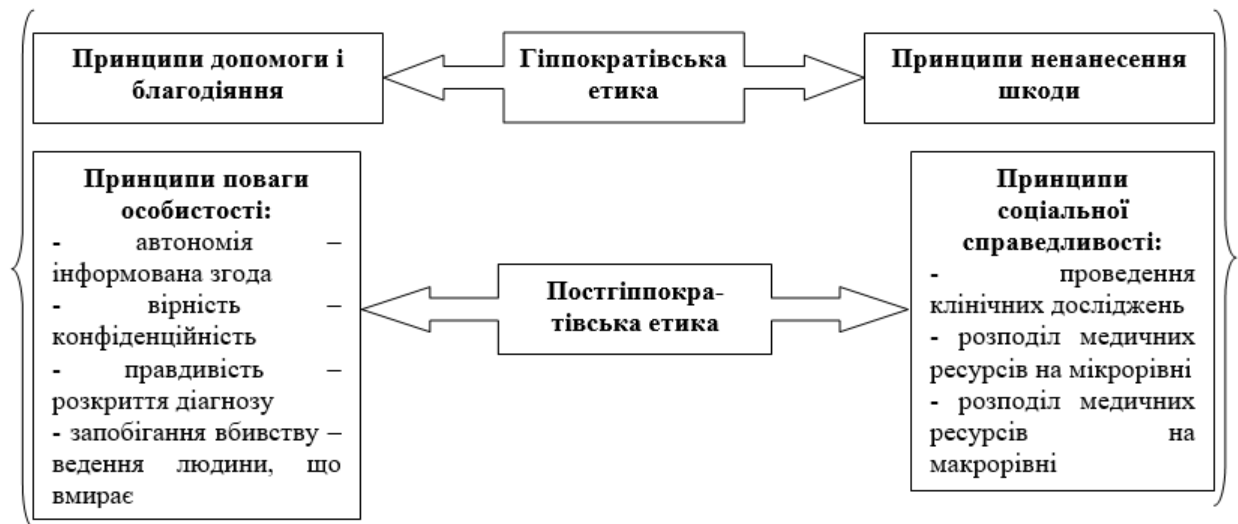 Принципи допомоги і
благодіяння
Гіппократівська
етика
Принципи ненанесення
шкоди
Принципи поваги
особистості:
- автономія –
інформована згода
- вірність –
конфіденційність
- правдивість –
розкриття діагнозу
- запобігання вбивству –
ведення людини, що
вмирає
Постгіппокра-
тівська етика
Принципи
соціальної
справедливості:
- проведення
клінічних досліджень
- розподіл медичних
ресурсів на мікрорівні
- розподіл медичних
ресурсів на
макрорівні